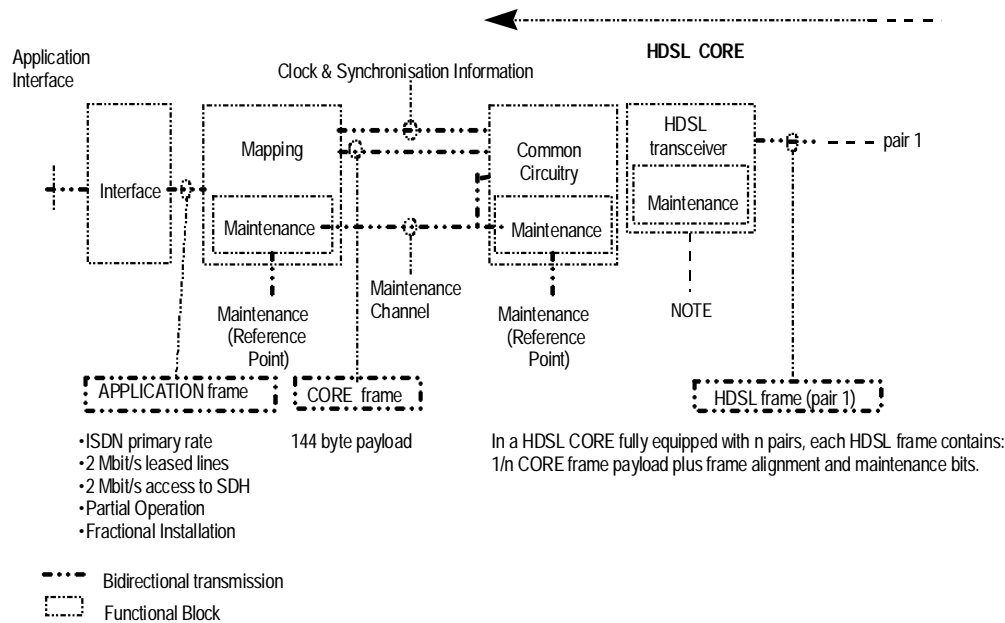 HDSL CORE
Application
Interface
Clock & Synchronisation Information
Interface
Mapping
Maintenance
Common
Circuitry
Maintenance
HDSL
transceiver
Maintenance
pair 1
Maintenance
(Reference
Point)
Maintenance
Channel
Maintenance
(Reference
Point)
NOTE
APPLICATION frame
CORE frame
HDSL frame (pair 1)
•ISDN primary rate
•2 Mbit/s leased lines
•2 Mbit/s access to SDH
•Partial Operation
•Fractional Installation
144 byte payload
In a HDSL CORE fully equipped with n pairs, each HDSL frame contains:
1/n CORE frame payload plus frame alignment and maintenance bits.
Bidirectional transmission
Functional Block